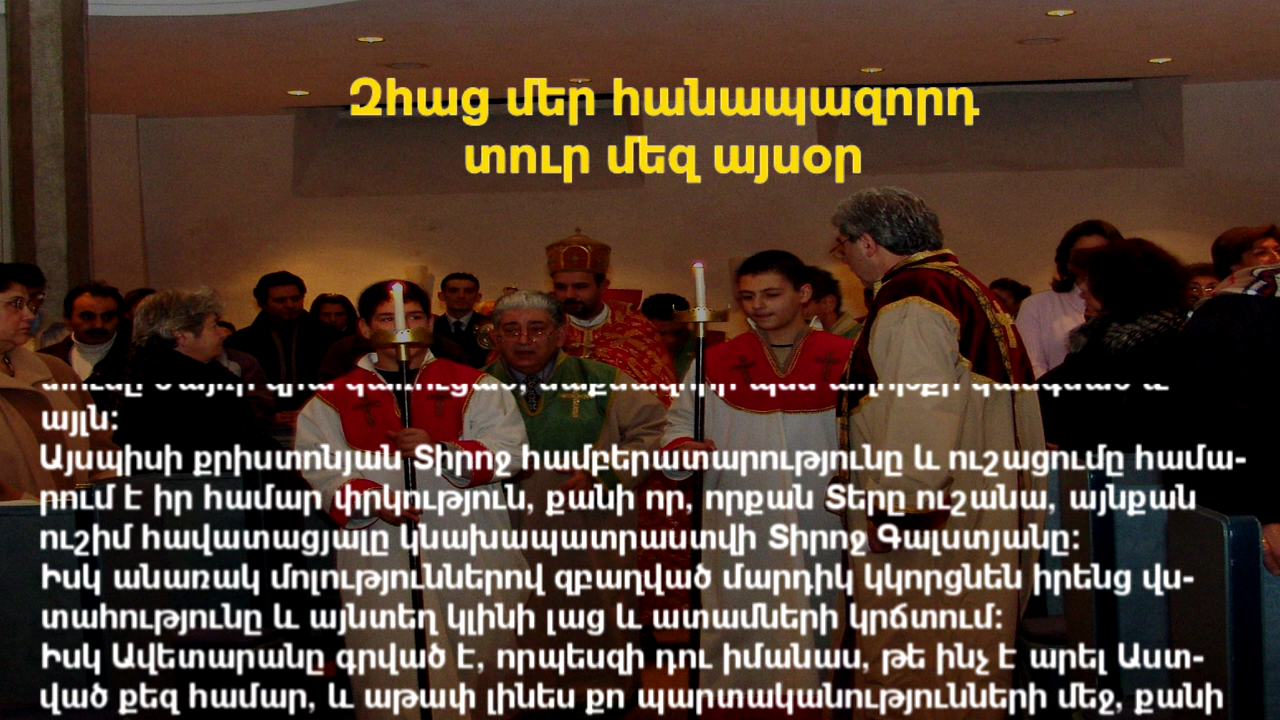 Զհաց մեր հանապազորդ
տուր մեզ այսօր
այլն:
Այսպիսի քրիստոնյան Տիրոջ համբերատարությունը և ուշացումը համա-
րում է իր համար փրկություն, քանի որ, որքան Տերը ուշանա, այնքան
ուշիմ հավատացյալը կնախապատրաստվի Տիրոջ Գալստյանը:
Իսկ անառակ մոլություններով զբաղված մարդիկ կկորցնեն իրենց վս-
տահությունը և այնտեղ կլինի լաց և ատամների կրճտում:
Իսկ Ավետարանը գրված է, որպեսզի դու իմանաս, թե ինչ է արել Աստ-
ված քեզ համար, և աթափ լինես քո պարտականությունների մեջ, քանի